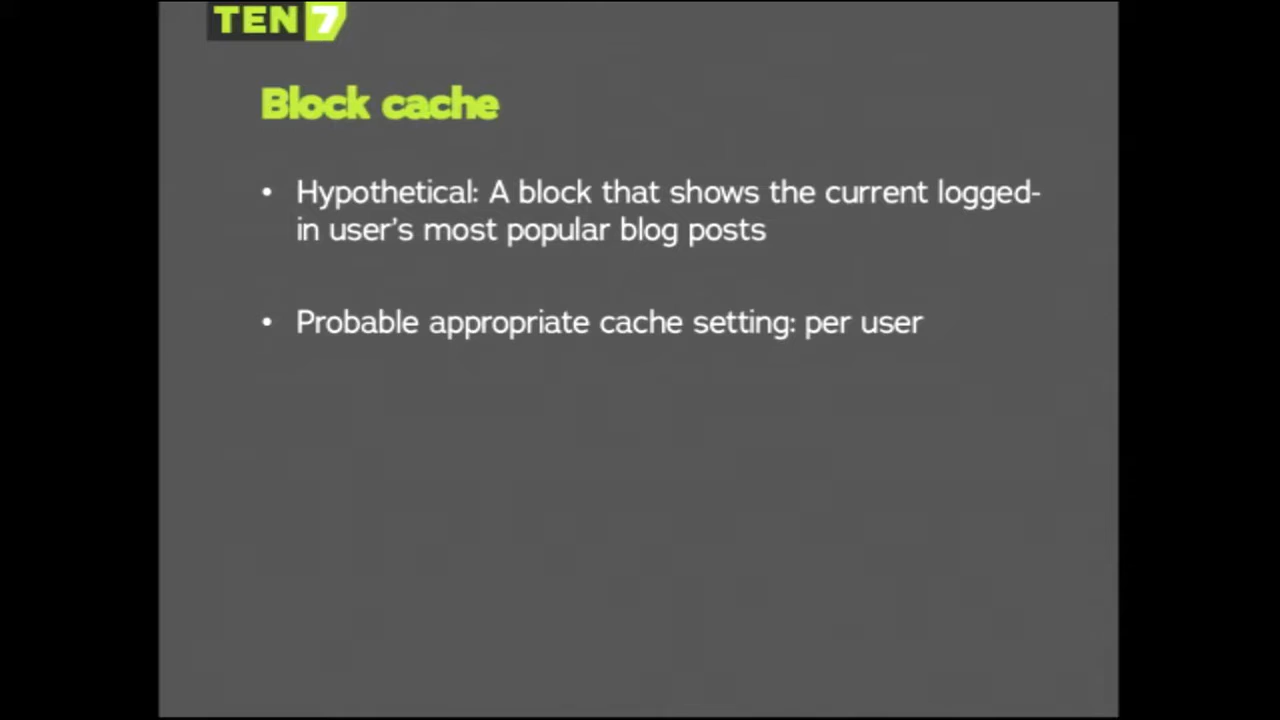 TEN 7
Block cache
• Hypothetical: A block that shows the current logged-
in user's most popular blog posts
• Probable appropriate cache setting: per user